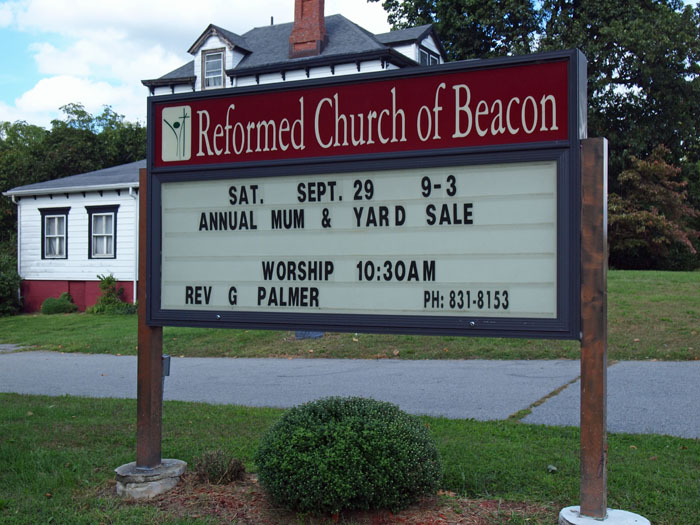 Reformed Church of Beacon
SAT. SEPT. 29 9-3
ANNUAL MUM & YARD SALE
WORSHIP 10:30AM
REV G PALMER PH: 831-8153